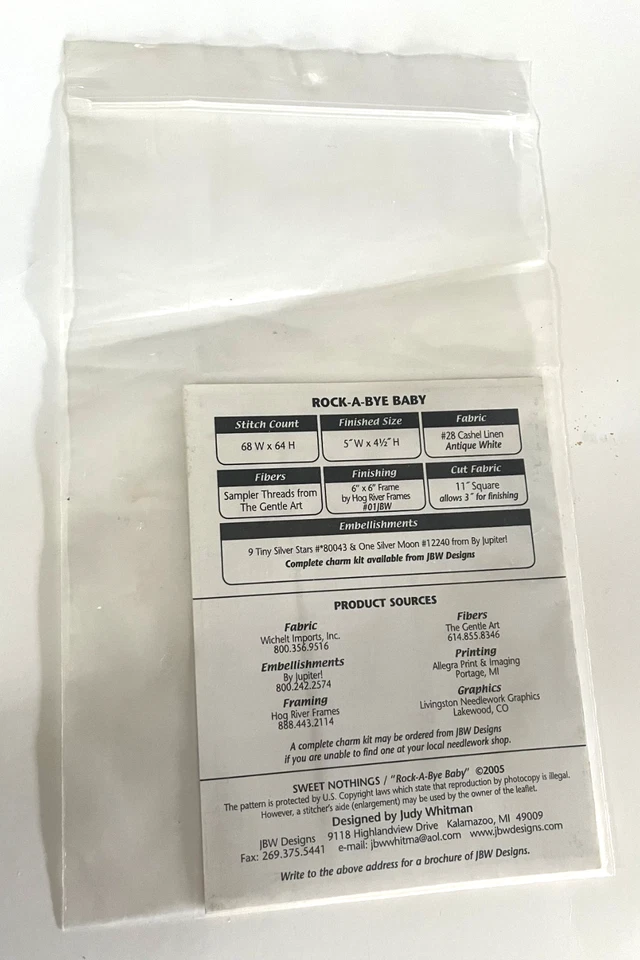 ROCK-A-BYE BABY
Stitch Count
68 W x 64 H
Finished Size
5" W x 4½" H
Fabric
#28 Cashel Linen
Antique White
Fibers
Sampler Threads from
The Gentle Art
Finishing
6" x 6" Frame
by Hog River Frames
#01JBW
Cut Fabric
11" Square
allows 3" for finishing
Embellishments
9 Tiny Silver Stars #*80043 & One Silver Moon #12240 from By Jupiter!
Complete charm kit available from JBW Designs
PRODUCT SOURCES
Fabric
Wichelt Imports, Inc.
800.356.9516
Embellishments
By Jupiter!
800.242.2574
Framing
Hog River Frames
888.443.2114
Fibers
The Gentle Art
614.855.8346
Printing
Allegra Print & Imaging
Portage, MI
Graphics
Livingston Needlework Graphics
Lakewood, CO
A complete charm kit may be ordered from JBW Designs
if you are unable to find one at your local needlework shop.
SWEET NOTHINGS / "Rock-A-Bye Baby" ©2005
The pattern is protected by U.S. Copyright laws which state that reproduction by photocopy is illegal.
However, a stitcher's aide (enlargement) may be used by the owner of the leaflet.
Designed by Judy Whitman
JBW Designs 9118 Highlandview Drive Kalamazoo, MI 49009
Fax: 269.375.5441 e-mail: jbwwhitma@aol.com www.jbwdesigns.com
Write to the above address for a brochure of JBW Designs.